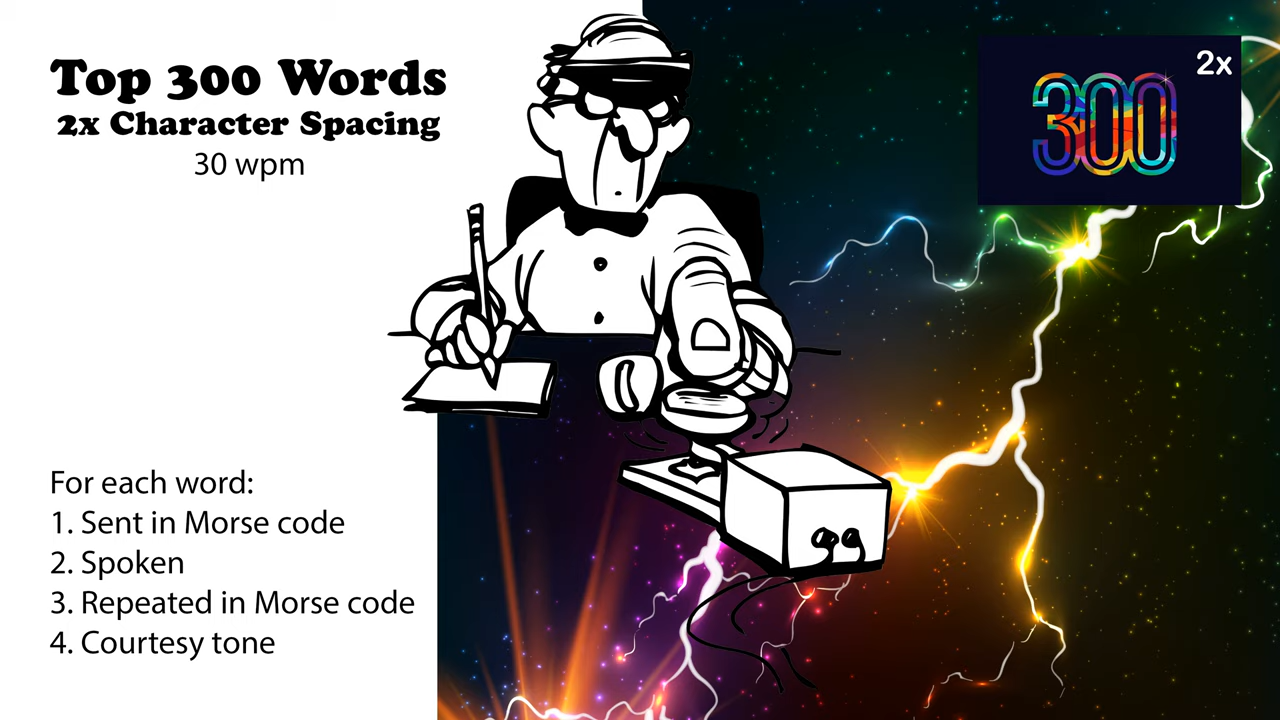 Top 300 Words
2x Character Spacing
30 wpm
2x
300
For each word:
1. Sent in Morse code
2. Spoken
3. Repeated in Morse code
4. Courtesy tone